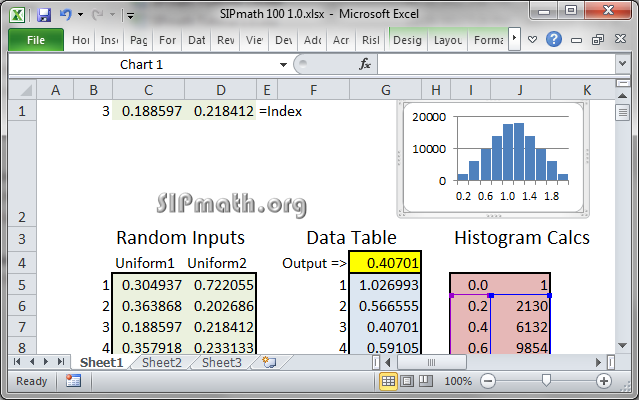 SIPmath 100 1.0.xlsx - Microsoft Excel
File Hor Inse Pag For Dat Rev Vie Dev Ado Acr Risl Desig Layou Forma
Chart 1 fx
A B C D E F G H I J K
1 3 0.188597 0.218412 =Index
20000
10000
0
0.2 0.6 1.0 1.4 1.8
2 SIPmath.org
3 Random Inputs Data Table Histogram Calcs
4 Uniform1 Uniform2 Output => 0.40701
5 1 0.304937 0.722055 1 1.026993 0.0 1
6 2 0.363868 0.202686 2 0.566555 0.2 2130
7 3 0.188597 0.218412 3 0.40701 0.4 6132
8 4 0.357918 0.233133 4 0.59105 0.6 9854
Sheet1 Sheet2 Sheet3
Ready 100%